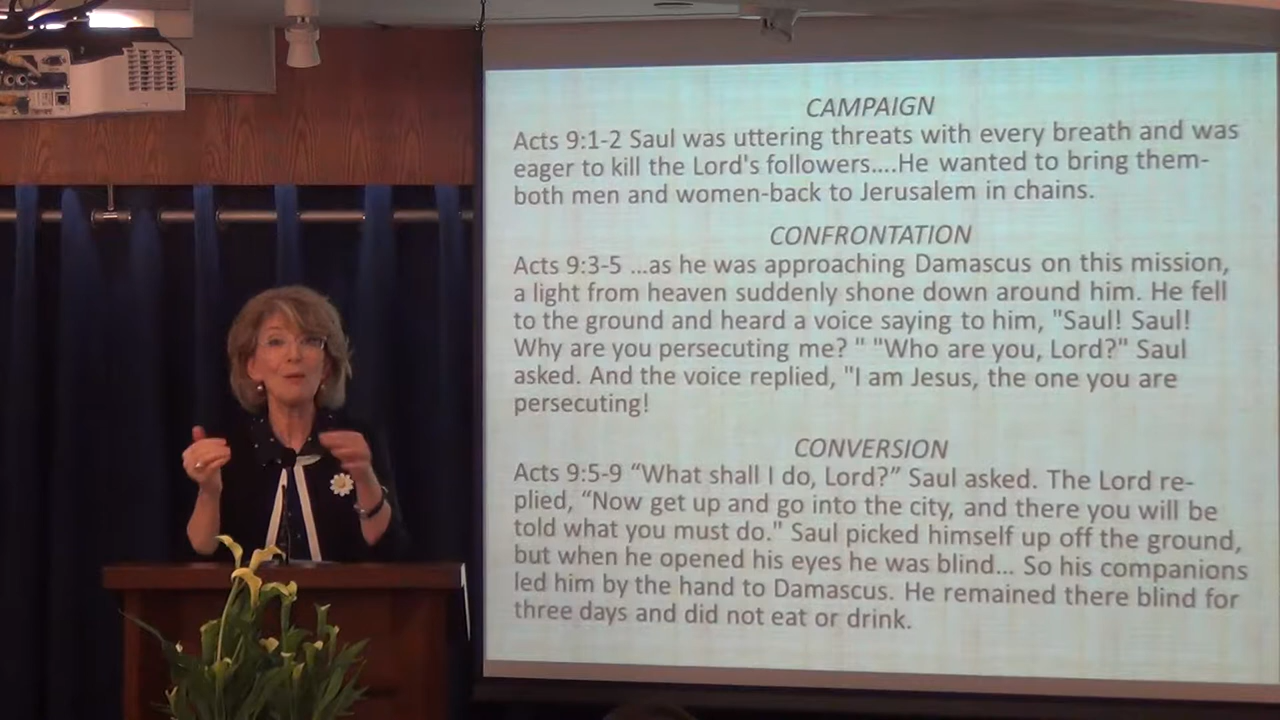 CAMPAIGN
Acts 9:1-2 Saul was uttering threats with every breath and was
eager to kill the Lord's followers....He wanted to bring them-
both men and women-back to Jerusalem in chains.
CONFRONTATION
Acts 9:3-5 ...as he was approaching Damascus on this mission,
a light from heaven suddenly shone down around him. He fell
to the ground and heard a voice saying to him, "Saul! Saul!
Why are you persecuting me? " "Who are you, Lord?" Saul
asked. And the voice replied, "I am Jesus, the one you are
persecuting!
CONVERSION
Acts 9:5-9 “What shall I do, Lord?” Saul asked. The Lord re-
plied, “Now get up and go into the city, and there you will be
told what you must do." Saul picked himself up off the ground,
but when he opened his eyes he was blind... So his companions
led him by the hand to Damascus. He remained there blind for
three days and did not eat or drink.